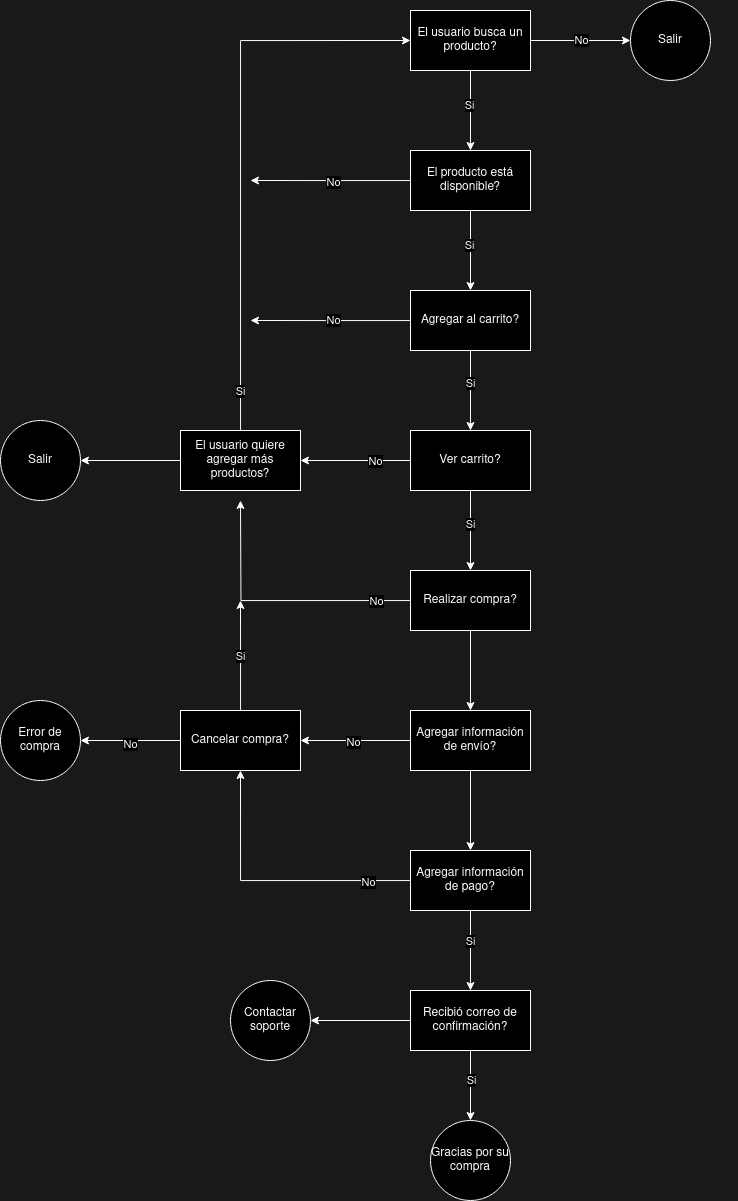 El usuario busca un
producto?
No
Salir
Si
El producto está
disponible?
No
Si
Agregar al carrito?
No
Si
Si
Salir
El usuario quiere
agregar más
productos?
No
Ver carrito?
Si
No
Realizar compra?
Si
Error de
compra
No
Cancelar compra?
No
Agregar información
de envío?
No
Agregar información
de pago?
Si
Contactar
soporte
Recibió correo de
confirmación?
Si
Gracias por su
compra